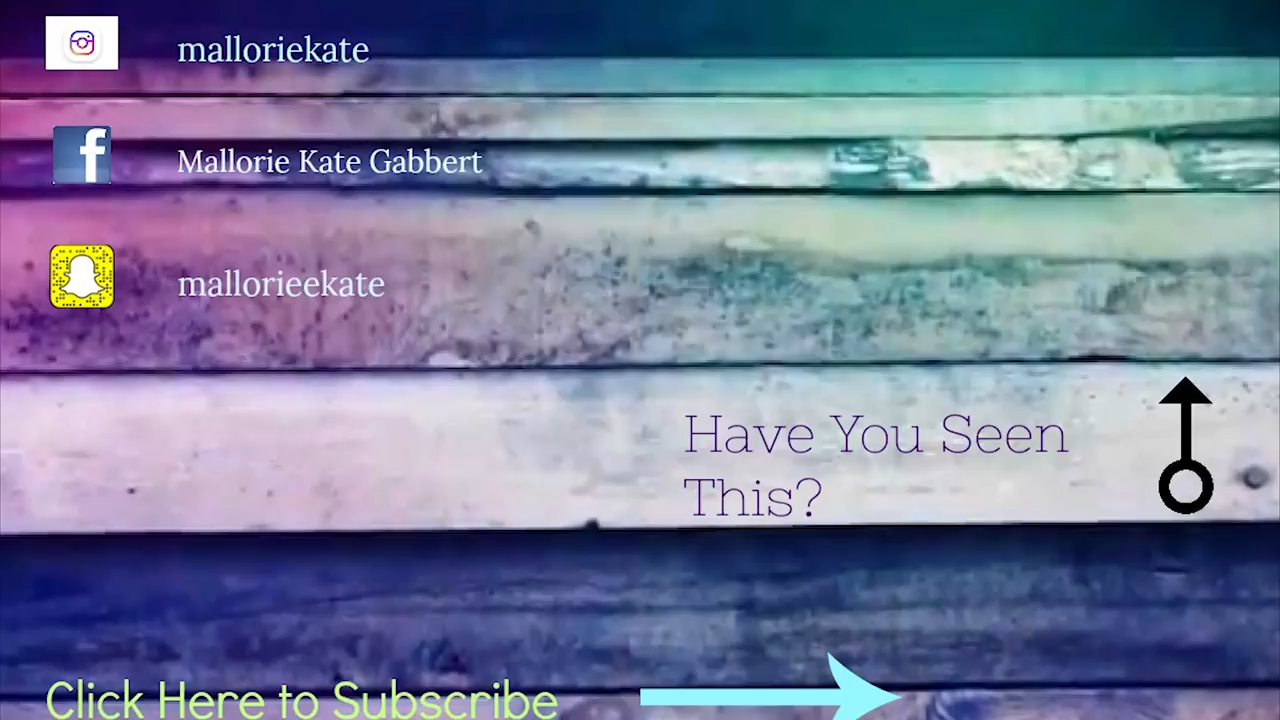 malloriekate
Mallorie Kate Gabbert
mallorieekate
Have You Seen
This?
Click Here to Subscribe